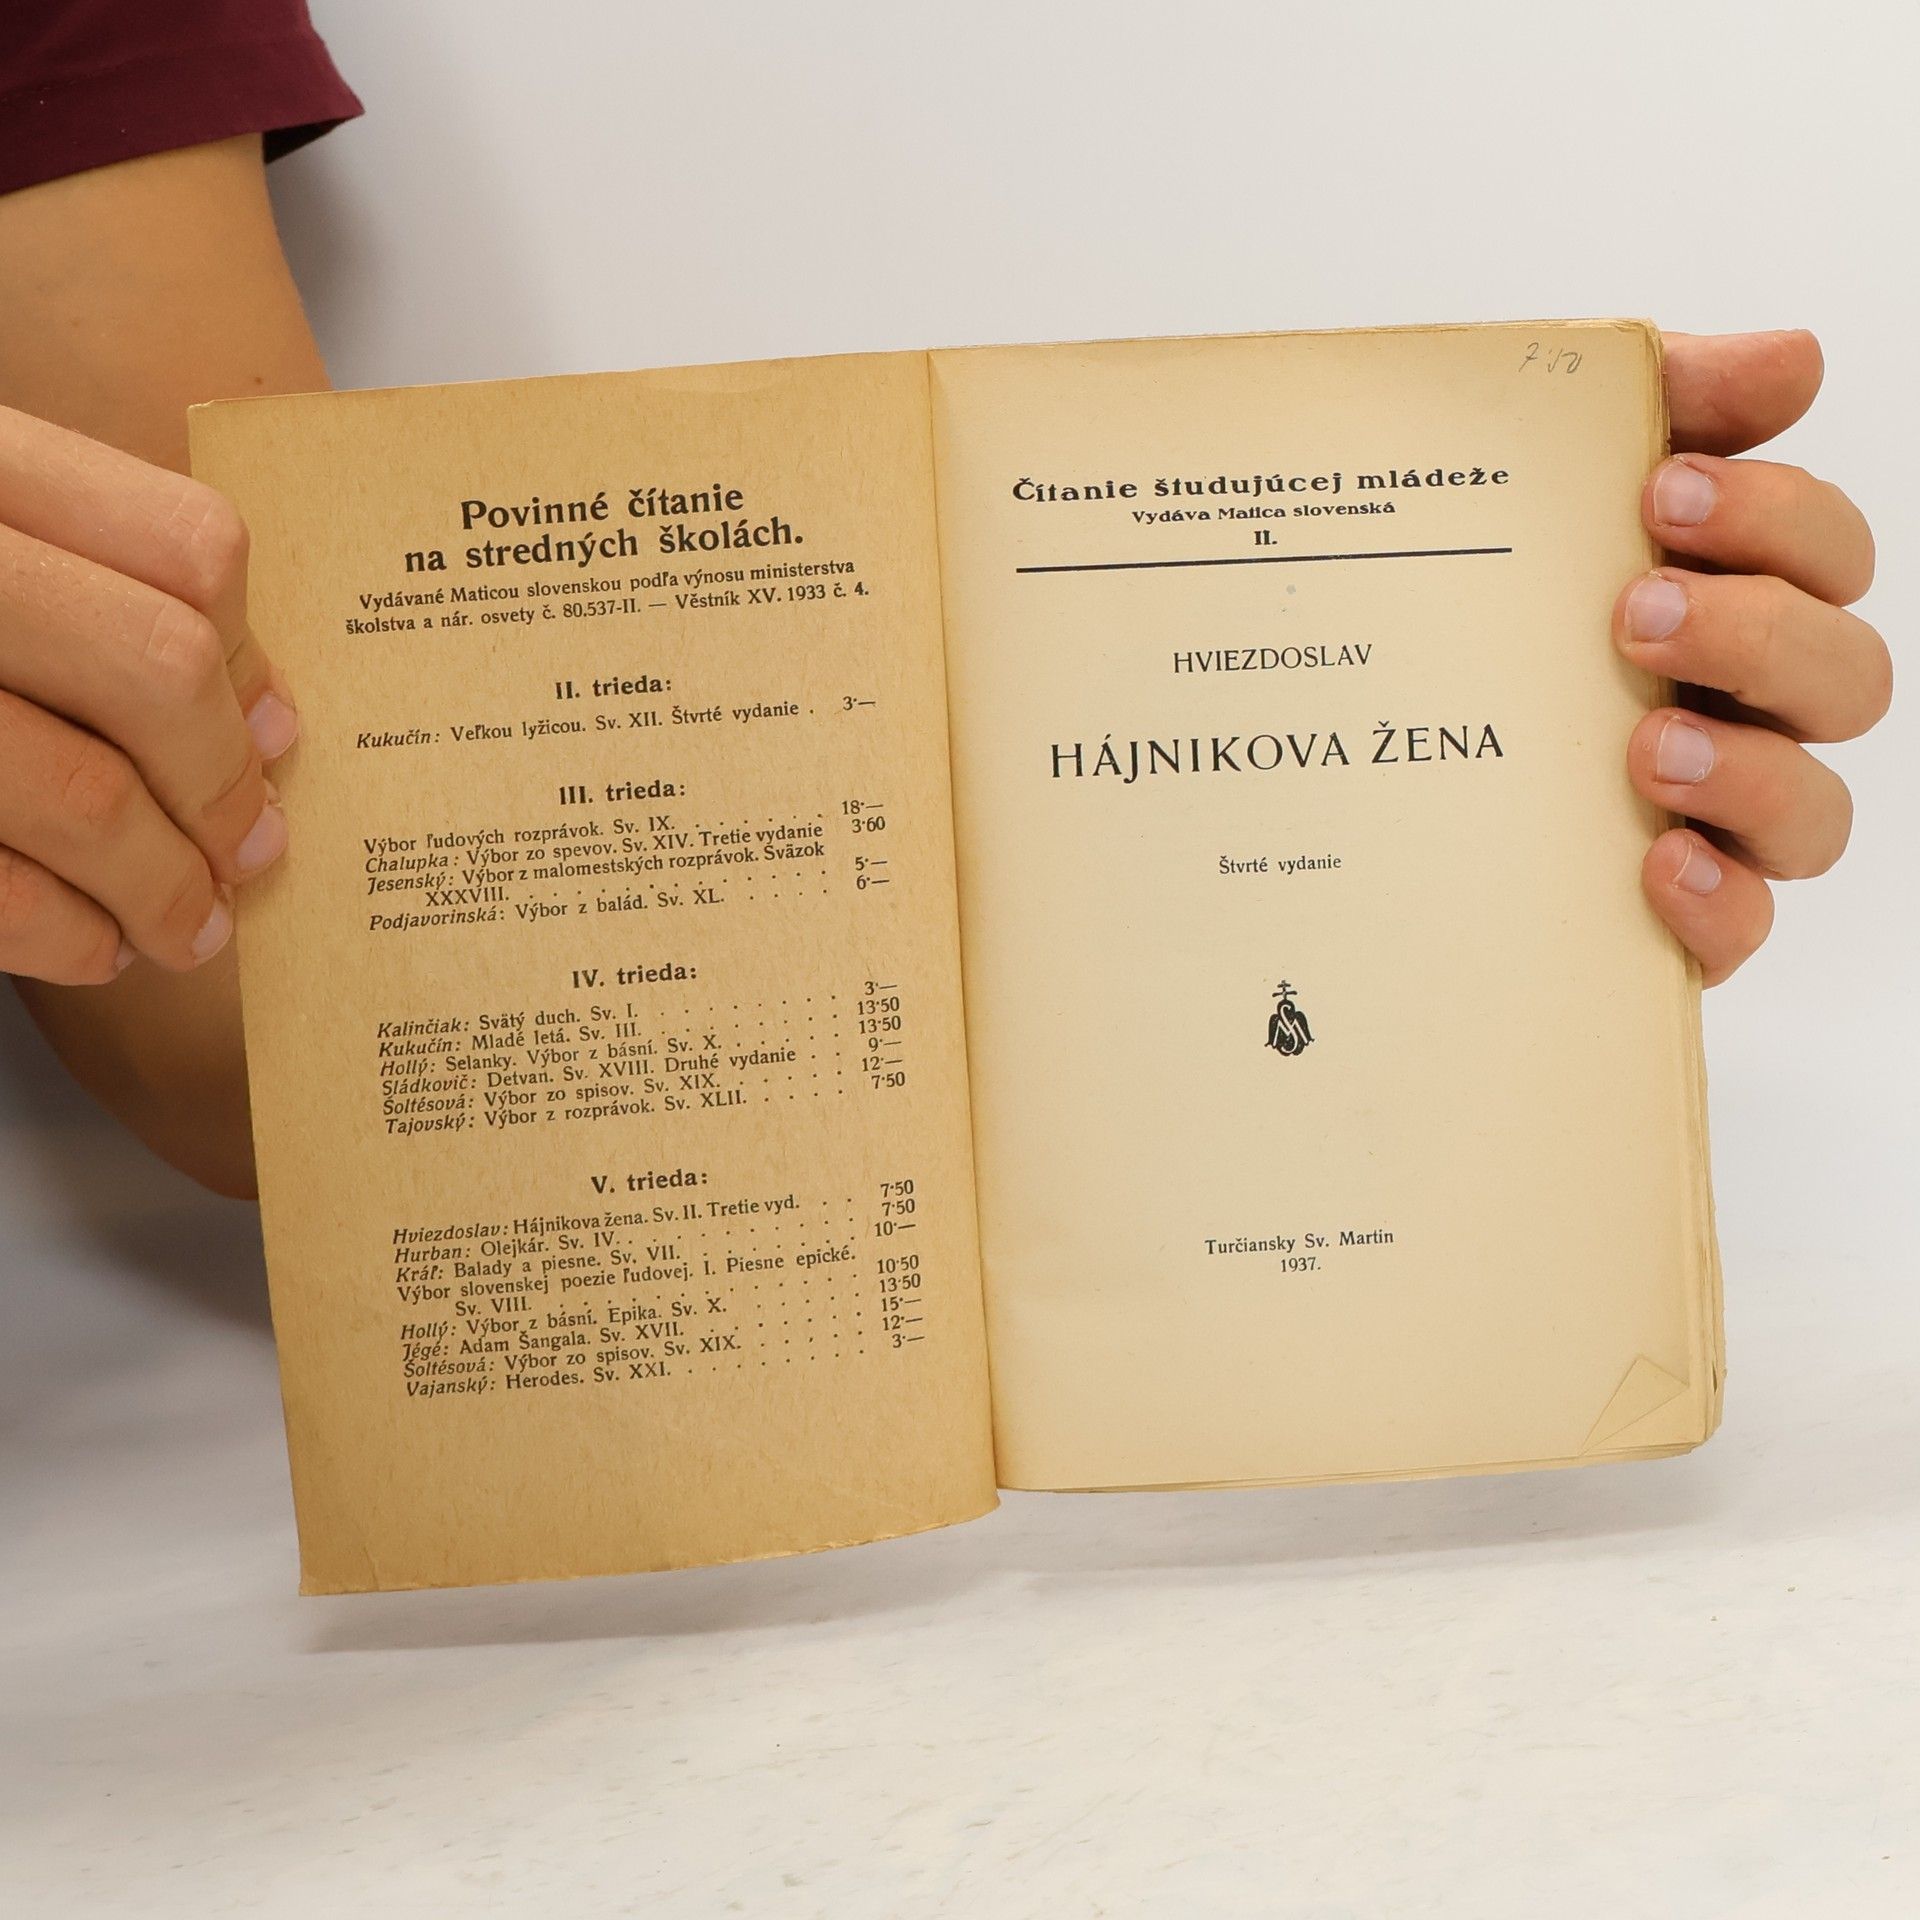 Povinné čítanie
na stredných školách.
Vydávané Maticou slovenskou podľa výnosu ministerstva
školstva a nár. osvety č. 80.537-II. — Věstník XV. 1933 č. 4.
II. trieda:
Kukučín: Veľkou lyžicou. Sv. XII. Štvrté vydanie . 3·—
III. trieda:
Výbor ľudových rozprávok. Sv. IX. . . . . . . 18·—
Chalupka: Výbor zo spevov. Sv. XIV. Tretie vydanie 3·60
Jesenský: Výbor z malomestských rozprávok. Sväzok
XXXVIII. . . . . . . . . . . . . 5·—
Podjavorinská: Výbor z balád. Sv. XL. . . . . 6·—
IV. trieda:
Kalinčiak: Svätý duch. Sv. I. . . . . . . . 3·—
Kukučín: Mladé letá. Sv. III. . . . . . . . 13·50
Hollý: Selanky. Výbor z básní. Sv. X. . . . . 13·50
Sládkovič: Detvan. Sv. XVIII. Druhé vydanie . . 9·—
Šoltésová: Výbor zo spisov. Sv. XIX. . . . . 12·—
Tajovský: Výbor z rozprávok. Sv. XLII. . . . . 7·50
V. trieda:
Hviezdoslav: Hájnikova žena. Sv. II. Tretie vyd. . . 7·50
Hurban: Olejkár. Sv. IV. . . . . . . . . 7·50
Kráľ: Balady a piesne. Sv. VII. . . . . . . 10·—
Výbor slovenskej poezie ľudovej. I. Piesne epické.
Sv. VIII. . . . . . . . . . . . 10·50
Hollý: Výbor z básní. Epika. Sv. X. . . . . . 13·50
Jégé: Adam Šangala. Sv. XVII. . . . . . . 15·—
Šoltésová: Výbor zo spisov. Sv. XIX. . . . . . 12·—
Vajanský: Herodes. Sv. XXI. . . . . . . . 3·—
7·50
Čítanie študujúcej mládeže
Vydáva Matica slovenská
II.
HVIEZDOSLAV
HÁJNIKOVA ŽENA
Štvrté vydanie
Turčiansky Sv. Martin
1937.